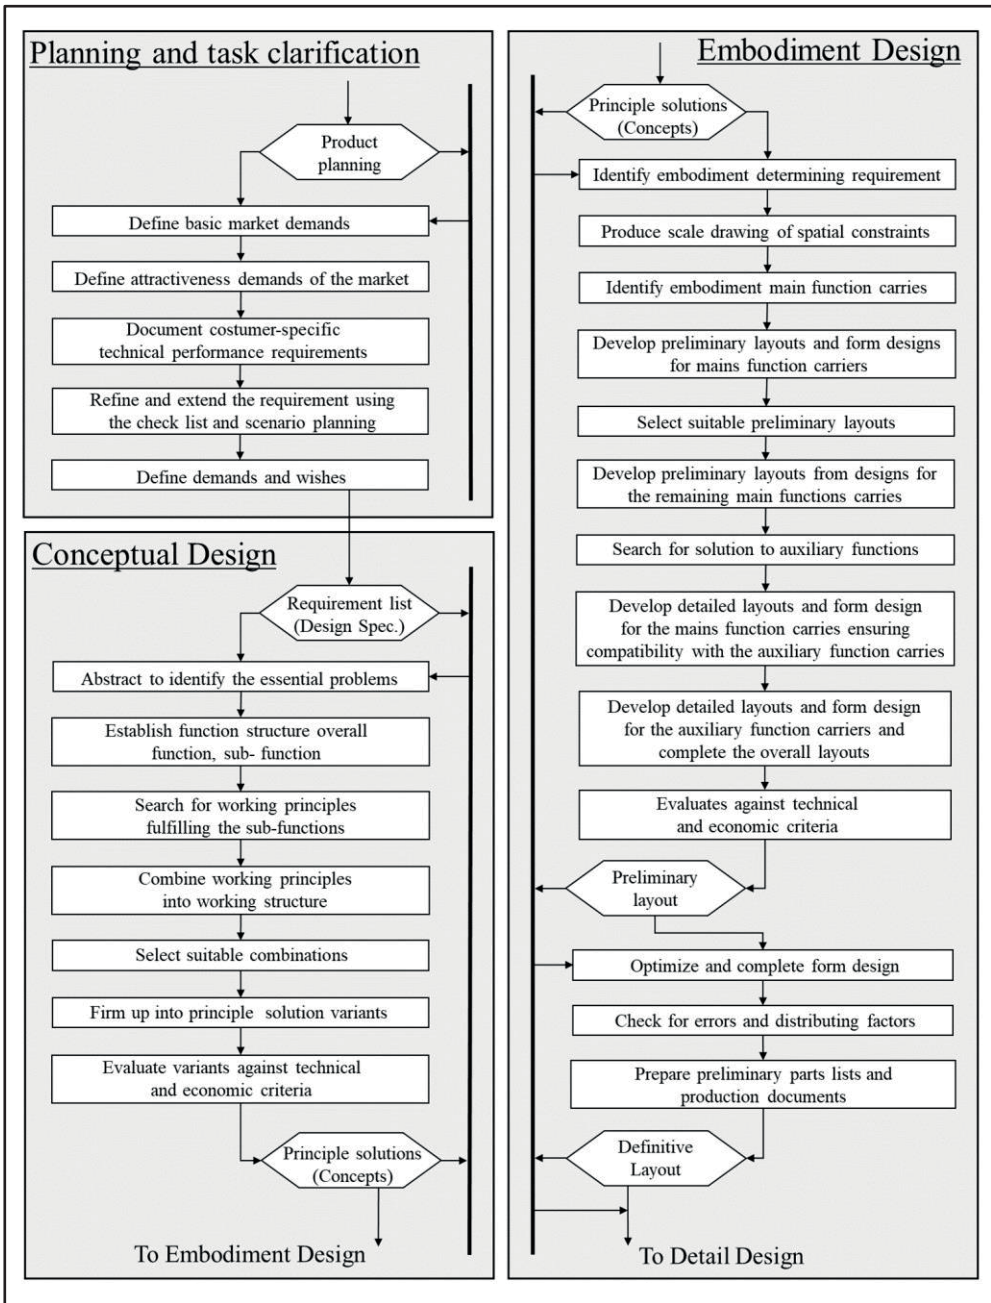 Planning and task clarification
Product
planning
Define basic market demands
Define attractiveness demands of the market
Document costumer-specific
technical performance requirements
Refine and extend the requirement using
the check list and scenario planning
Define demands and wishes
Conceptual Design
Requirement list
(Design Spec.)
Abstract to identify the essential problems
Establish function structure overall
function, sub- function
Search for working principles
fulfilling the sub-functions
Combine working principles
into working structure
Select suitable combinations
Firm up into principle solution variants
Evaluate variants against technical
and economic criteria
Principle solutions
(Concepts)
To Embodiment Design
Embodiment Design
Principle solutions
(Concepts)
Identify embodiment determining requirement
Produce scale drawing of spatial constraints
Identify embodiment main function carries
Develop preliminary layouts and form designs
for mains function carriers
Select suitable preliminary layouts
Develop preliminary layouts from designs for
the remaining main functions carries
Search for solution to auxiliary functions
Develop detailed layouts and form design
for the mains function carries ensuring
compatibility with the auxiliary function carries
Develop detailed layouts and form design
for the auxiliary function carriers and
complete the overall layouts
Evaluates against technical
and economic criteria
Preliminary
layout
Optimize and complete form design
Check for errors and distributing factors
Prepare preliminary parts lists and
production documents
Definitive
Layout
To Detail Design